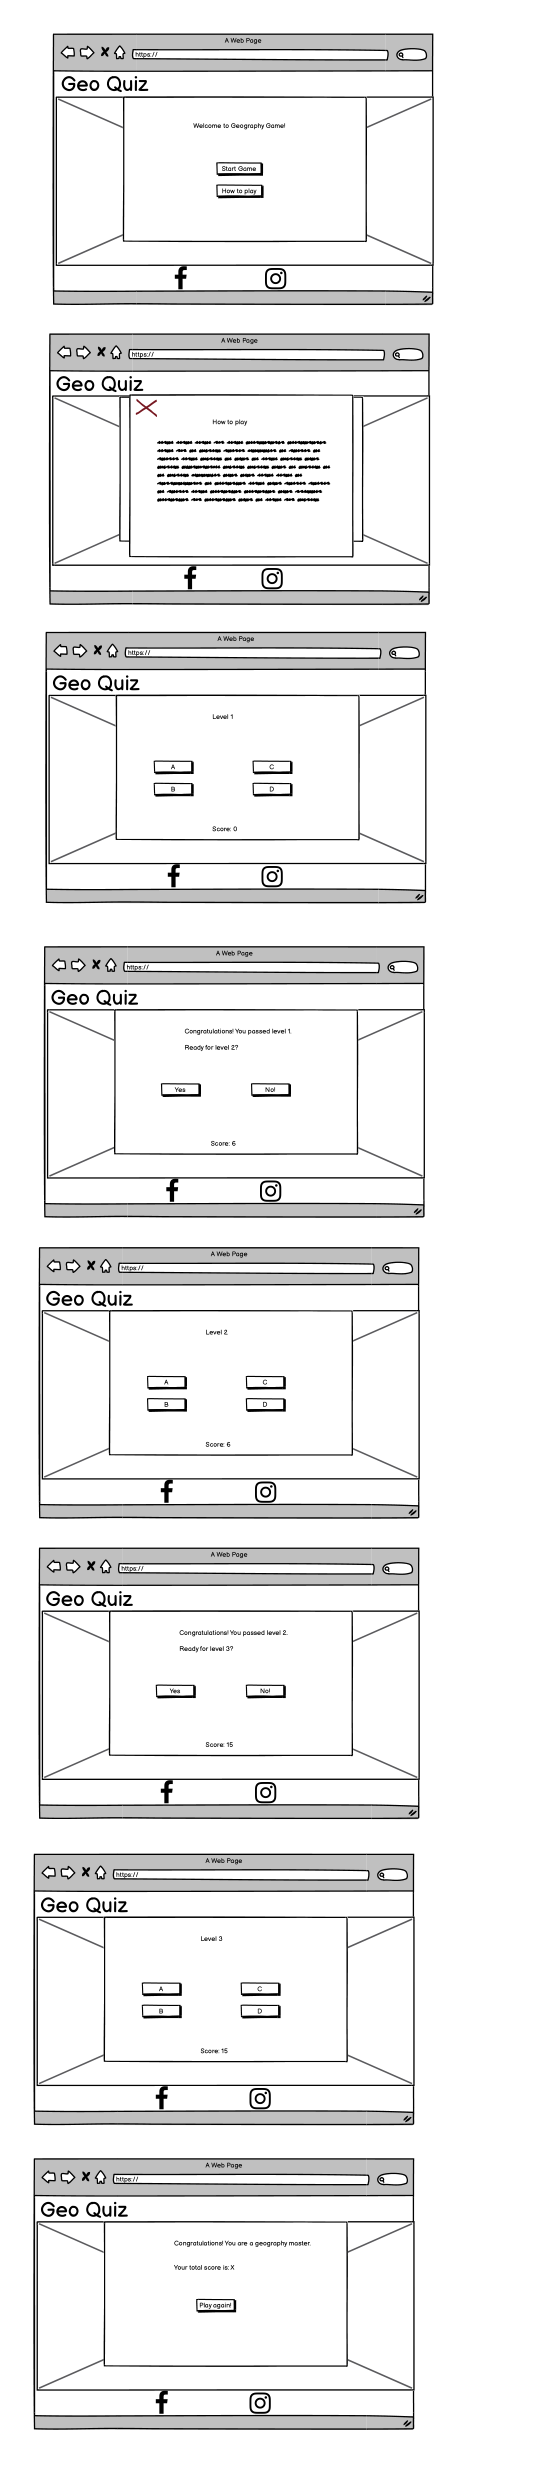 A Web Page
https://
Geo Quiz
Welcome to Geography Game!
Start Game
How to play
A Web Page
https://
Geo Quiz
How to play
A Web Page
https://
Geo Quiz
Level 1
A C
B D
Score: 0
A Web Page
https://
Geo Quiz
Congratulations! You passed level 1.
Ready for level 2?
Yes No!
Score: 6
A Web Page
https://
Geo Quiz
Level 2
A C
B D
Score: 6
A Web Page
https://
Geo Quiz
Congratulations! You passed level 2.
Ready for level 3?
Yes No!
Score: 15
A Web Page
https://
Geo Quiz
Level 3
A C
B D
Score: 15
A Web Page
https://
Geo Quiz
Congratulations! You are a geography master.
Your total score is: X
Play again!